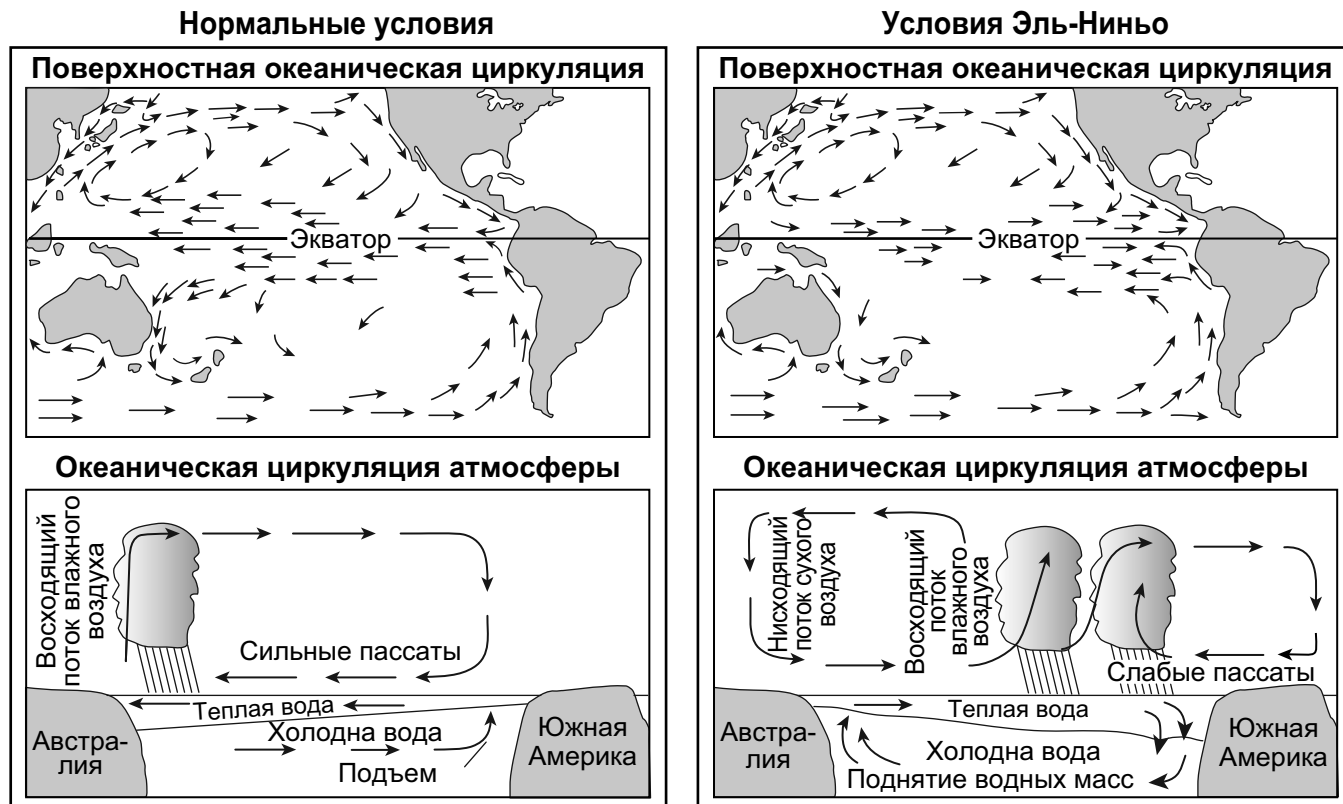 Нормальные условия
Поверхностная океаническая циркуляция
Экватор
Океаническая циркуляция атмосферы
Восходящий
поток влажного
воздуха
Сильные пассаты
Теплая вода
Холодна вода
Подъем
Австра-
лия
Южная
Америка
Условия Эль-Ниньо
Поверхностная океаническая циркуляция
Экватор
Океаническая циркуляция атмосферы
Нисходящий
поток сухого
воздуха
Восходящий
поток
влажного
воздуха
Слабые пассаты
Теплая вода
Холодна вода
Поднятие водных масс
Австра-
лия
Южная
Америка